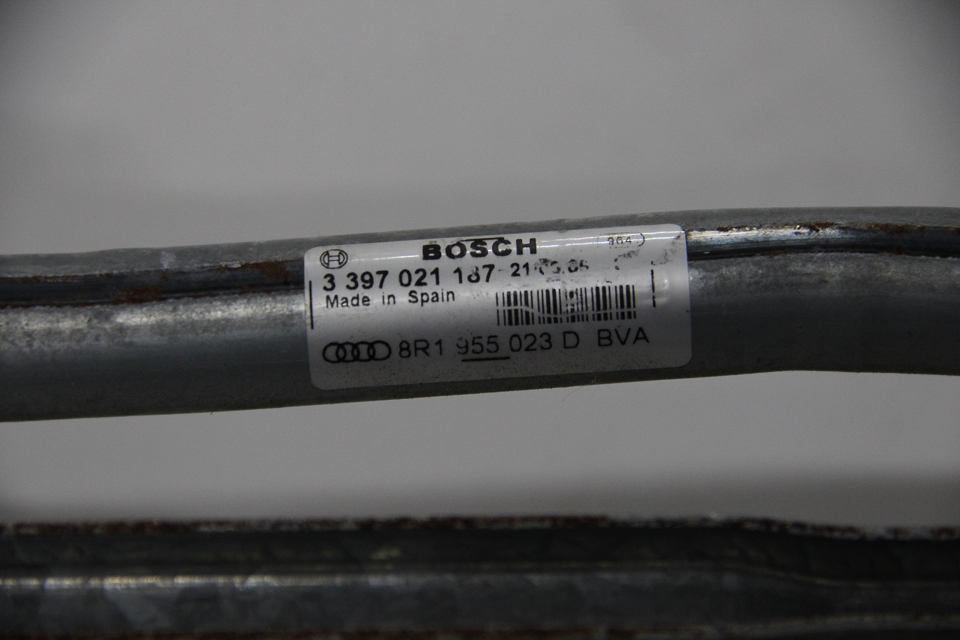 BOSCH
3 397 021 187
Made in Spain
8R1 955 023 D BVA